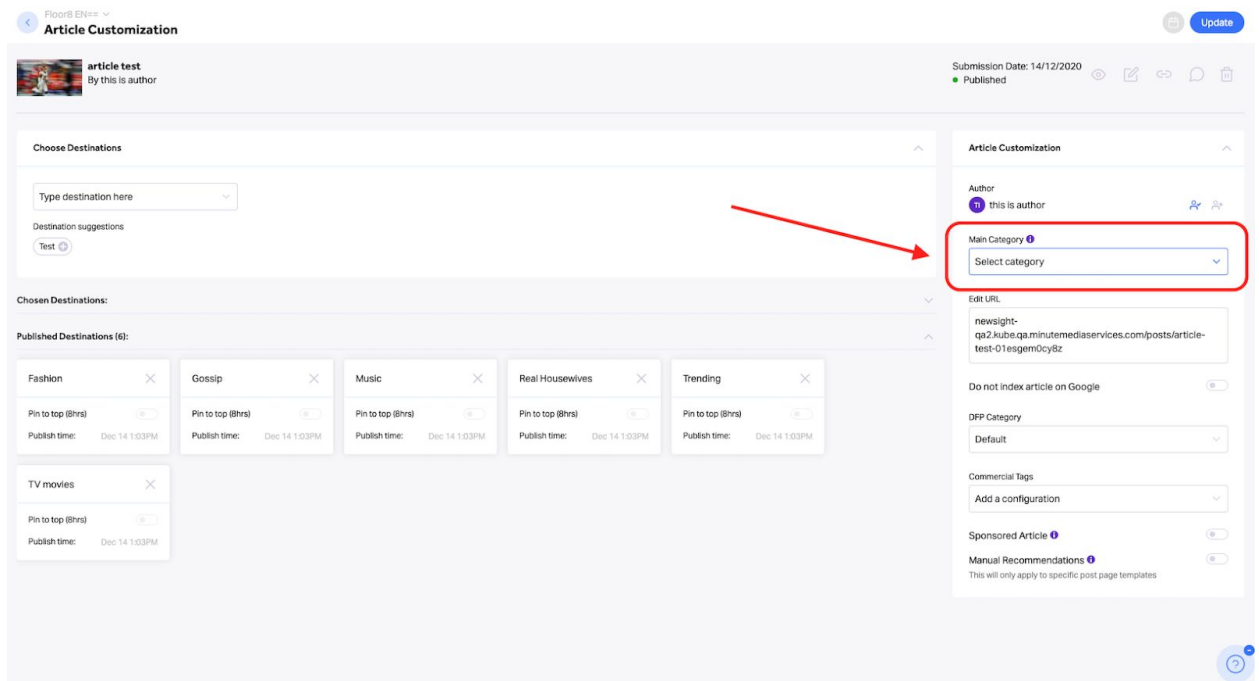 Floor8 EN==
Article Customization
Update
article test
By this is author
Submission Date: 14/12/2020
Published
Choose Destinations
Type destination here
Destination suggestions
Test
Chosen Destinations:
Published Destinations (6):
Fashion
Pin to top (8hrs)
Publish time: Dec 14 1:03PM
Gossip
Pin to top (8hrs)
Publish time: Dec 14 1:03PM
Music
Pin to top (8hrs)
Publish time: Dec 14 1:03PM
Real Housewives
Pin to top (8hrs)
Publish time: Dec 14 1:03PM
Trending
Pin to top (8hrs)
Publish time: Dec 14 1:03PM
TV movies
Pin to top (8hrs)
Publish time: Dec 14 1:03PM
Article Customization
Author
TI this is author
Main Category
Select category
Edit URL
newsight-
qa2.kube.qa.minutemediaservices.com/posts/article-
test-01esgem0cy8z
Do not index article on Google
DFP Category
Default
Commercial Tags
Add a configuration
Sponsored Article
Manual Recommendations
This will only apply to specific post page templates